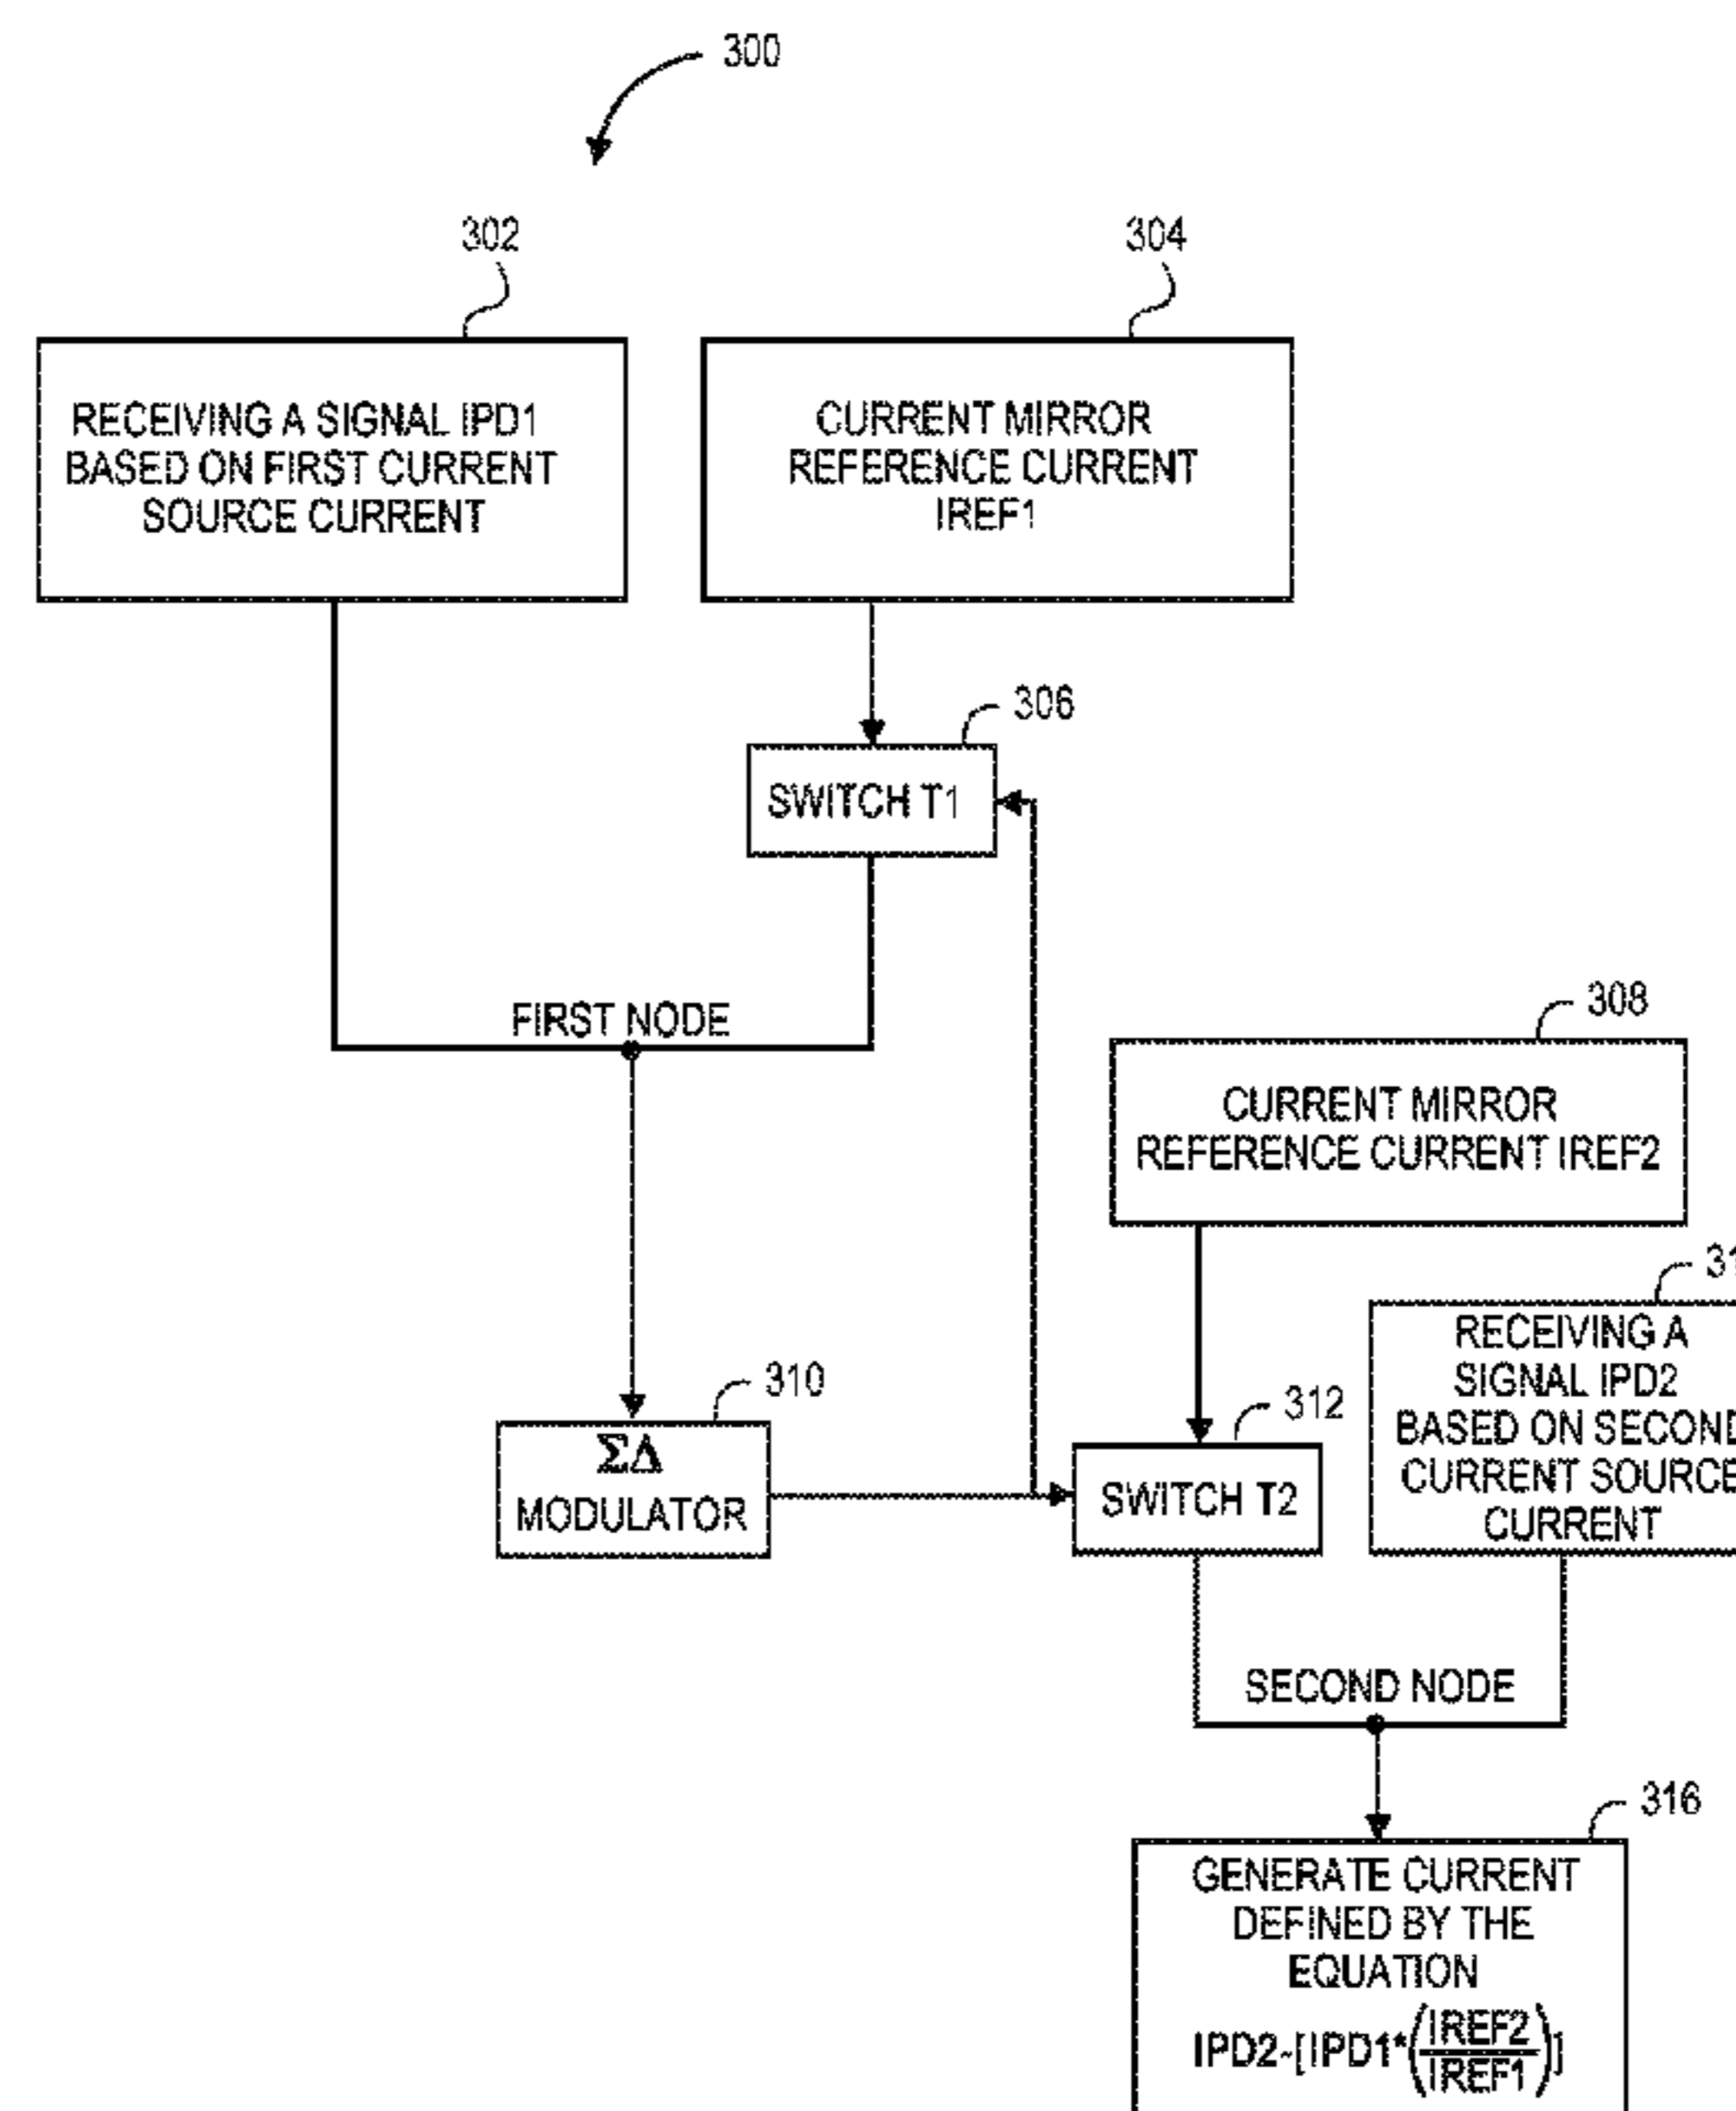 300
302
304
RECEIVING A SIGNAL IPD1
BASED ON FIRST CURRENT
SOURCE CURRENT
CURRENT MIRROR
REFERENCE CURRENT
IREF1
306
SWITCH T1
FIRST NODE
308
CURRENT MIRROR
REFERENCE CURRENT IREF2
310
ΣΔ
MODULATOR
312
SWITCH T2
RECEIVING A
SIGNAL IPD2
BASED ON SECOND
CURRENT SOURCE
CURRENT
SECOND NODE
316
GENERATE CURRENT
DEFINED BY THE
EQUATION
IPD2-[IPD1*(IREF2/IREF1)]